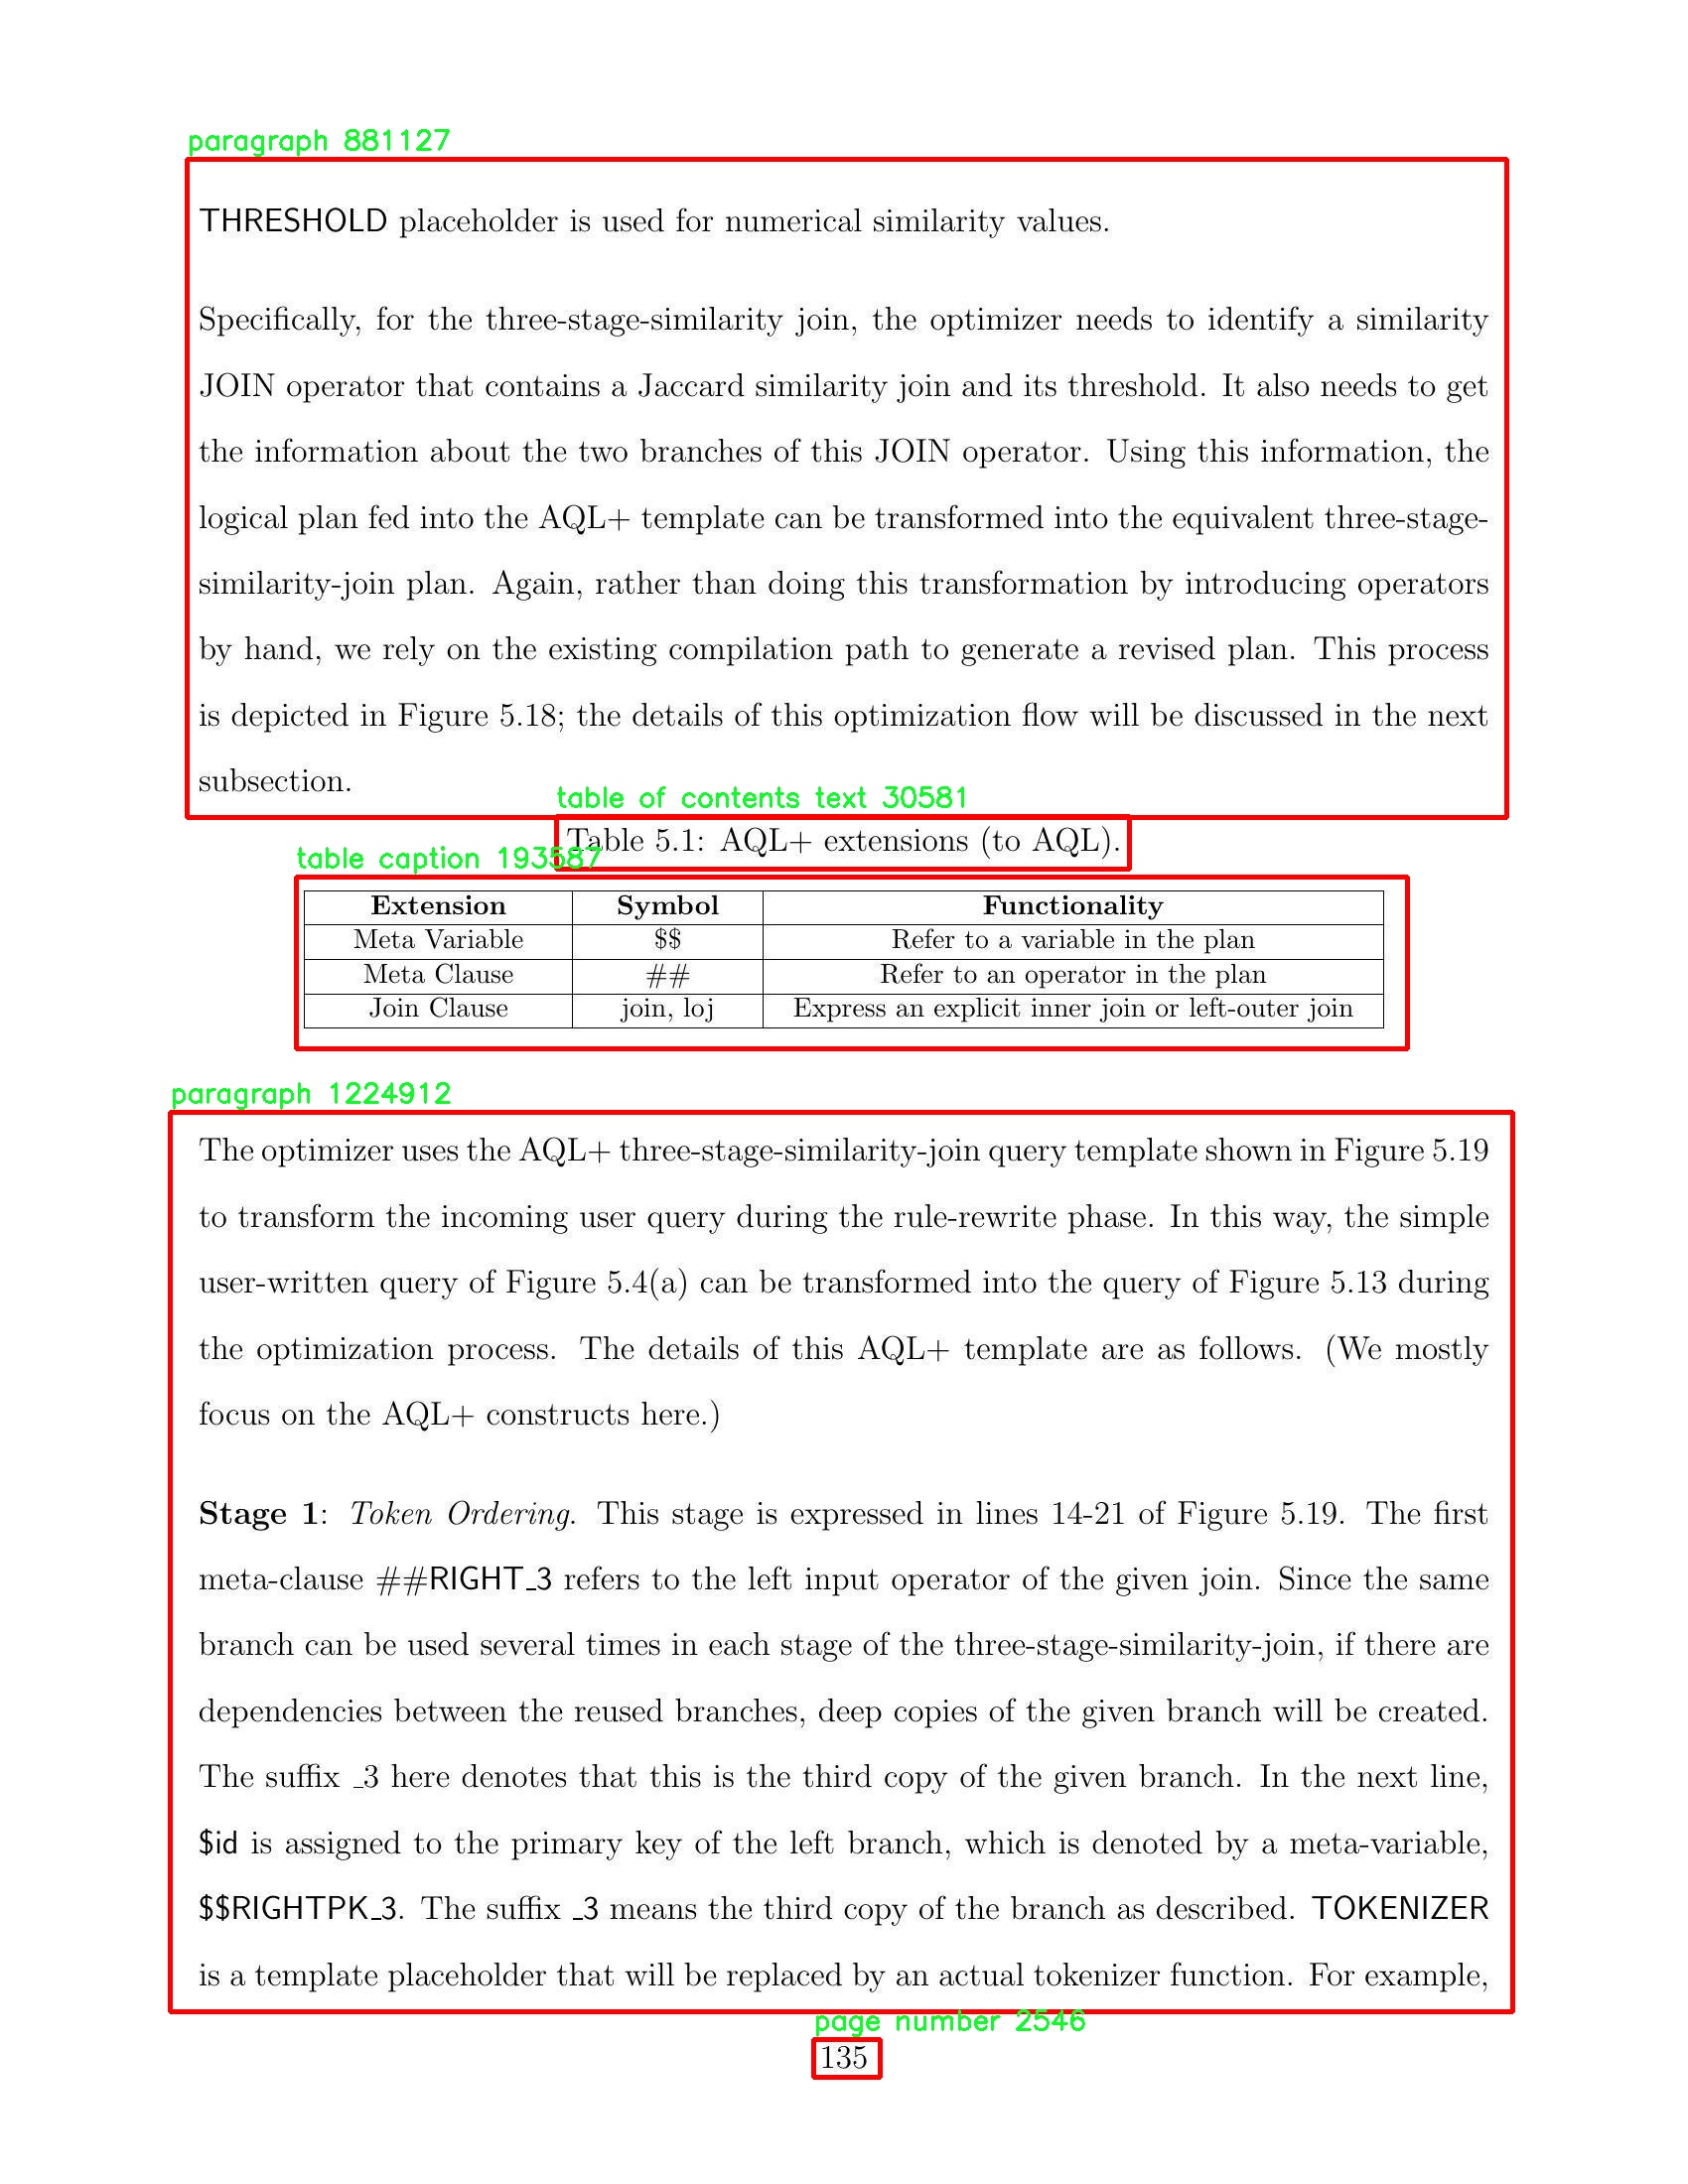 paragraph 881127
THRESHOLD placeholder is used for numerical similarity values.
Specifically, for the three-stage-similarity join, the optimizer needs to identify a similarity
JOIN operator that contains a Jaccard similarity join and its threshold. It also needs to get
the information about the two branches of this JOIN operator. Using this information, the
logical plan fed into the AQL+ template can be transformed into the equivalent three-stage-
similarity-join plan. Again, rather than doing this transformation by introducing operators
by hand, we rely on the existing compilation path to generate a revised plan. This process
is depicted in Figure 5.18; the details of this optimization flow will be discussed in the next
subsection.
table of contents text 30581
Table 5.1: AQL+ extensions (to AQL).
table caption 193587
Extension Symbol Functionality
Meta Variable $$ Refer to a variable in the plan
Meta Clause ## Refer to an operator in the plan
Join Clause join, loj Express an explicit inner join or left-outer join
paragraph 1224912
The optimizer uses the AQL+ three-stage-similarity-join query template shown in Figure 5.19
to transform the incoming user query during the rule-rewrite phase. In this way, the simple
user-written query of Figure 5.4(a) can be transformed into the query of Figure 5.13 during
the optimization process. The details of this AQL+ template are as follows. (We mostly
focus on the AQL+ constructs here.)
Stage 1: Token Ordering. This stage is expressed in lines 14-21 of Figure 5.19. The first
meta-clause ##RIGHT_3 refers to the left input operator of the given join. Since the same
branch can be used several times in each stage of the three-stage-similarity-join, if there are
dependencies between the reused branches, deep copies of the given branch will be created.
The suffix _3 here denotes that this is the third copy of the given branch. In the next line,
$id is assigned to the primary key of the left branch, which is denoted by a meta-variable,
$$RIGHTPK_3. The suffix _3 means the third copy of the branch as described. TOKENIZER
is a template placeholder that will be replaced by an actual tokenizer function. For example,
page number 2546
135